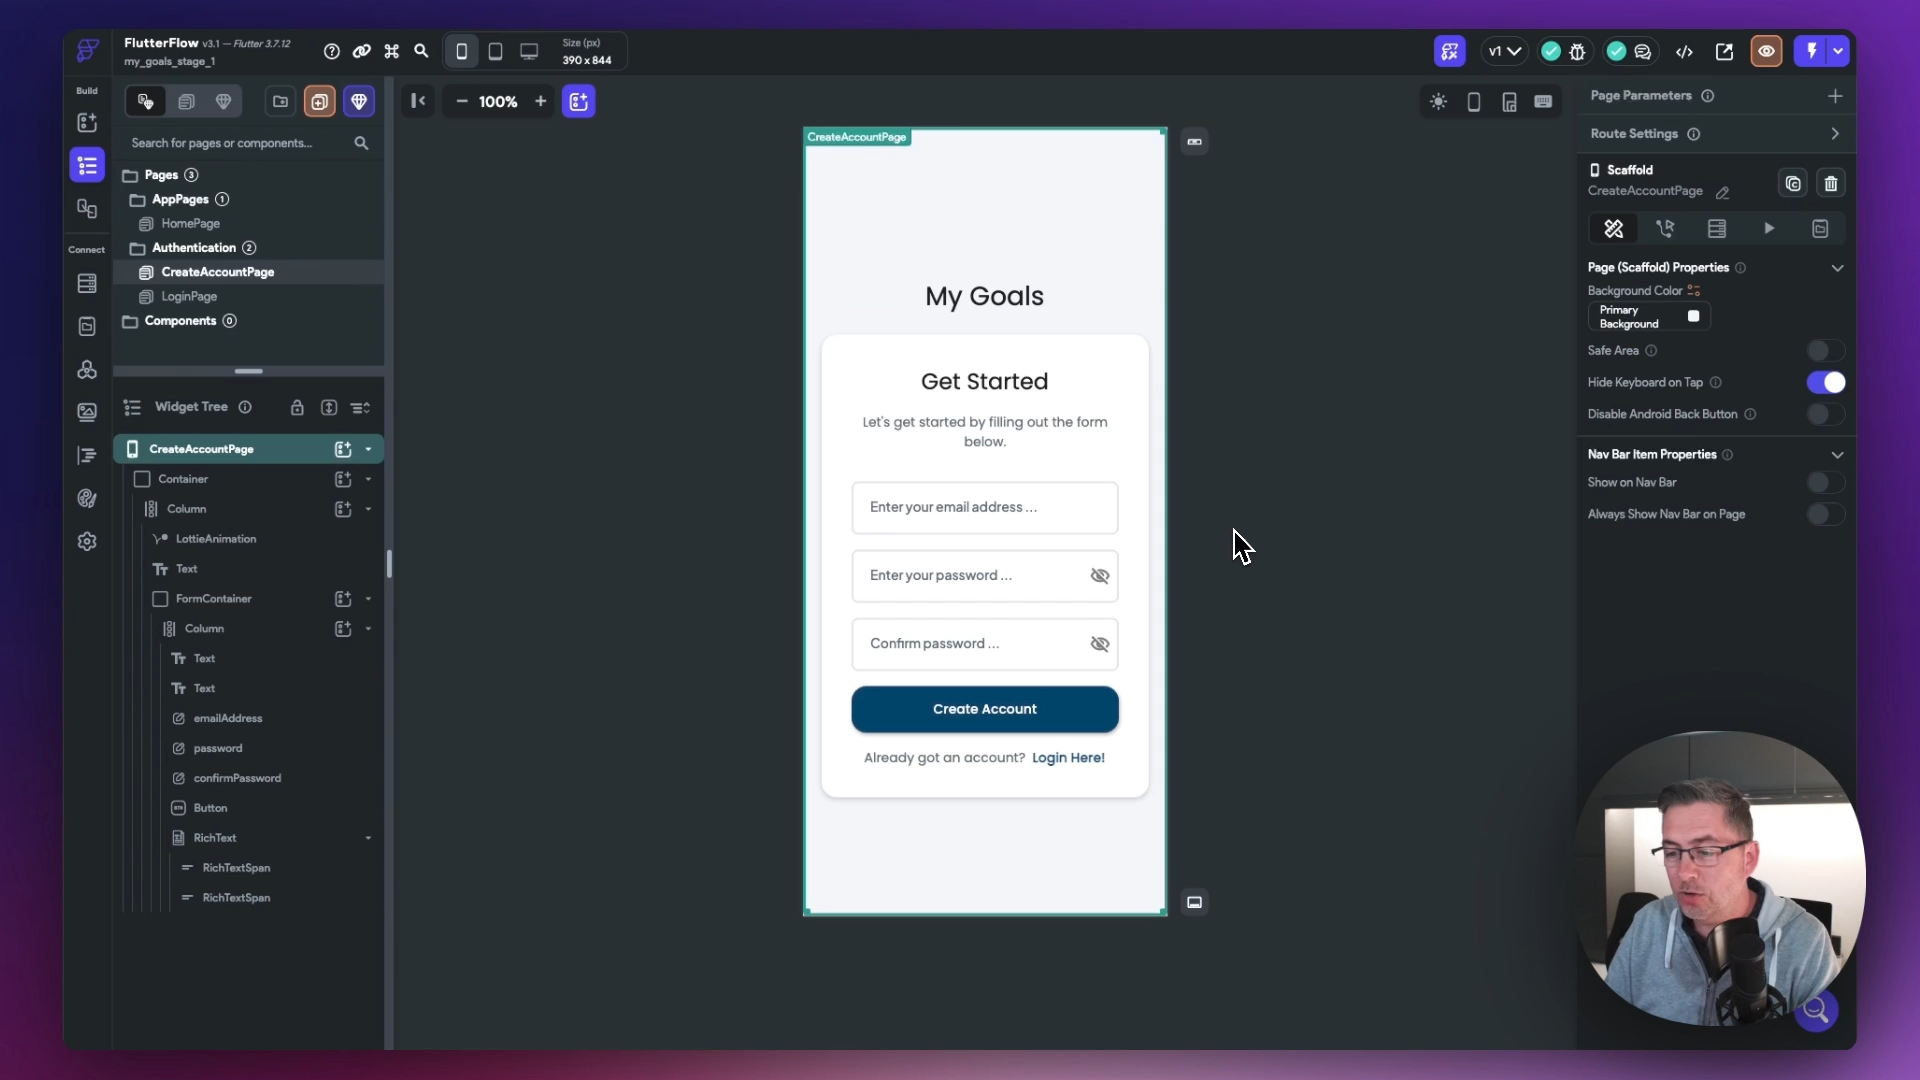 FlutterFlow v3.1 — Flutter 3.7.12
my_goals_stage_1
Size (px)
390 x 844
v1
Build
Connect
100%
Search for pages or components...
Pages 3
AppPages 1
HomePage
Authentication 2
CreateAccountPage
LoginPage
Components 0
Widget Tree
CreateAccountPage
Container
Column
LottieAnimation
Tt Text
FormContainer
Column
Tt Text
Tt Text
emailAddress
password
confirmPassword
Button
RichText
RichTextSpan
RichTextSpan
CreateAccountPage
My Goals
Get Started
Let's get started by filling out the form
below.
Enter your email address ...
Enter your password ...
Confirm password ...
Create Account
Already got an account? Login Here!
Page Parameters
Route Settings
Scaffold
CreateAccountPage
Page (Scaffold) Properties
Background Color
Primary
Background
Safe Area
Hide Keyboard on Tap
Disable Android Back Button
Nav Bar Item Properties
Show on Nav Bar
Always Show Nav Bar on Page